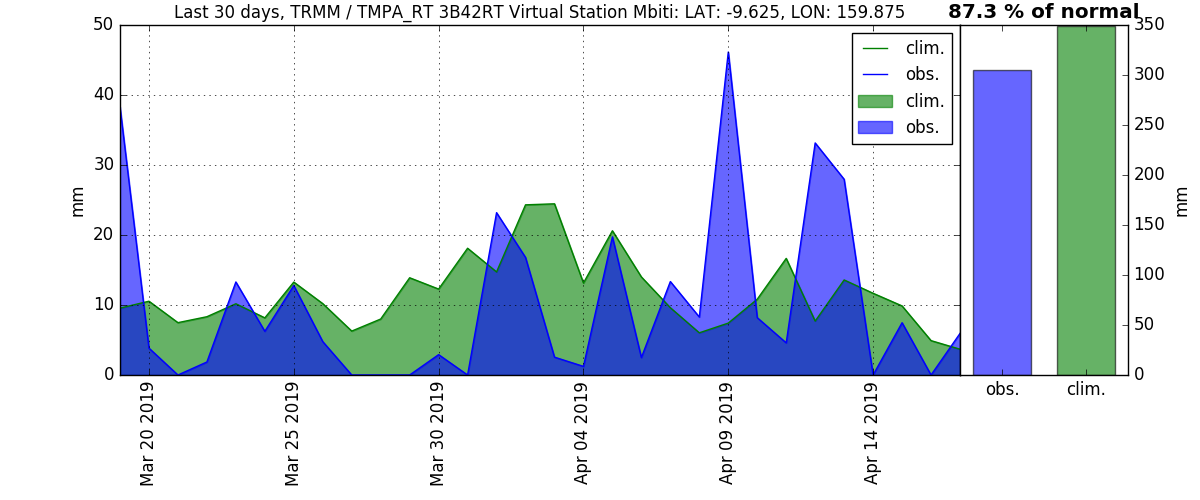 Last 30 days, TRMM / TMPA_RT 3B42RT Virtual Station Mbiti: LAT: -9.625, LON: 159.875
87.3 % of normal
mm
50
40
30
20
10
0
clim.
obs.
clim.
obs.
Mar 20 2019
Mar 25 2019
Mar 30 2019
Apr 04 2019
Apr 09 2019
Apr 14 2019
obs.
clim.
350
300
250
200
150
100
50
0
mm